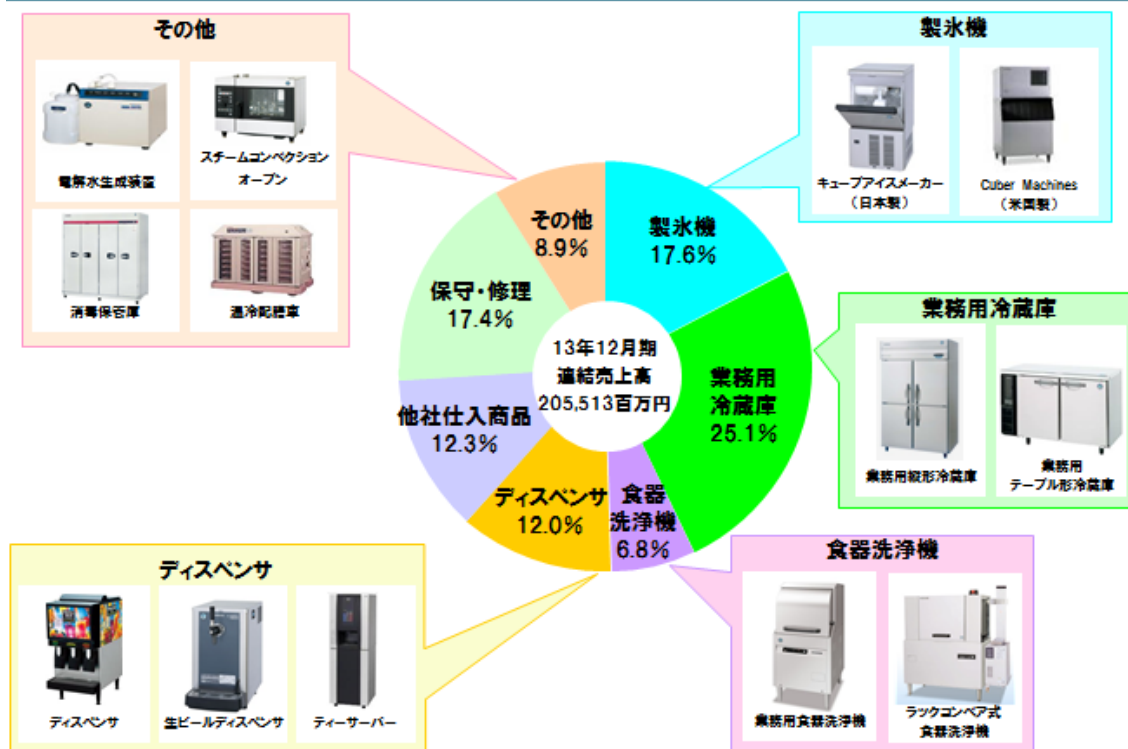 その他
電解水生成装置
スチームコンベクション
オーブン
消毒保管庫
温冷配膳車
製氷機
キューブアイスメーカー
（日本製）
Cuber Machines
（米国製）
その他
8.9%
製氷機
17.6%
保守・修理
17.4%
13年12月期
連結売上高
205,513百万円
業務用
冷蔵庫
25.1%
他社仕入商品
12.3%
ディスペンサ
12.0%
食器
洗浄機
6.8%
業務用冷蔵庫
業務用縦形冷蔵庫
業務用
テーブル形冷蔵庫
ディスペンサ
ディスペンサ
生ビールディスペンサ
ティーサーバー
食器洗浄機
業務用食器洗浄機
ラックコンベア式
食器洗浄機